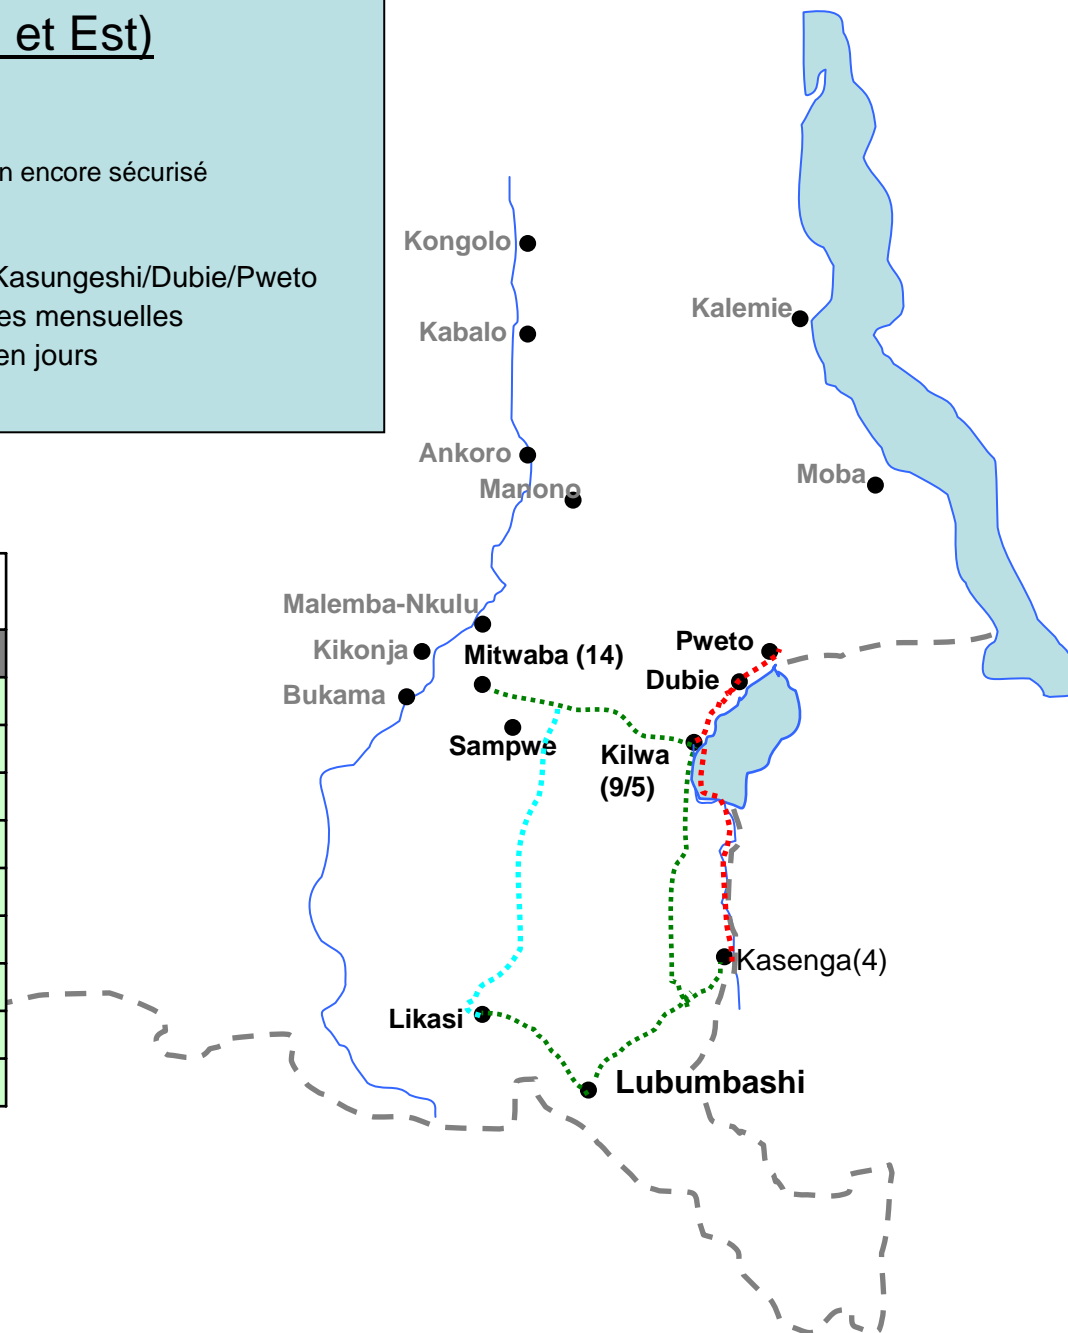 et Est)
n encore sécurisé
Kasungeshi/Dubie/Pweto
es mensuelles
en jours
Kongolo
Kalemie
Kabalo
Ankoro
Moba
Manono
Malemba-Nkulu
Kikonja
Mitwaba (14)
Pweto
Dubie
Bukama
Sampwe
Kilwa
(9/5)
Kasenga(4)
Likasi
Lubumbashi